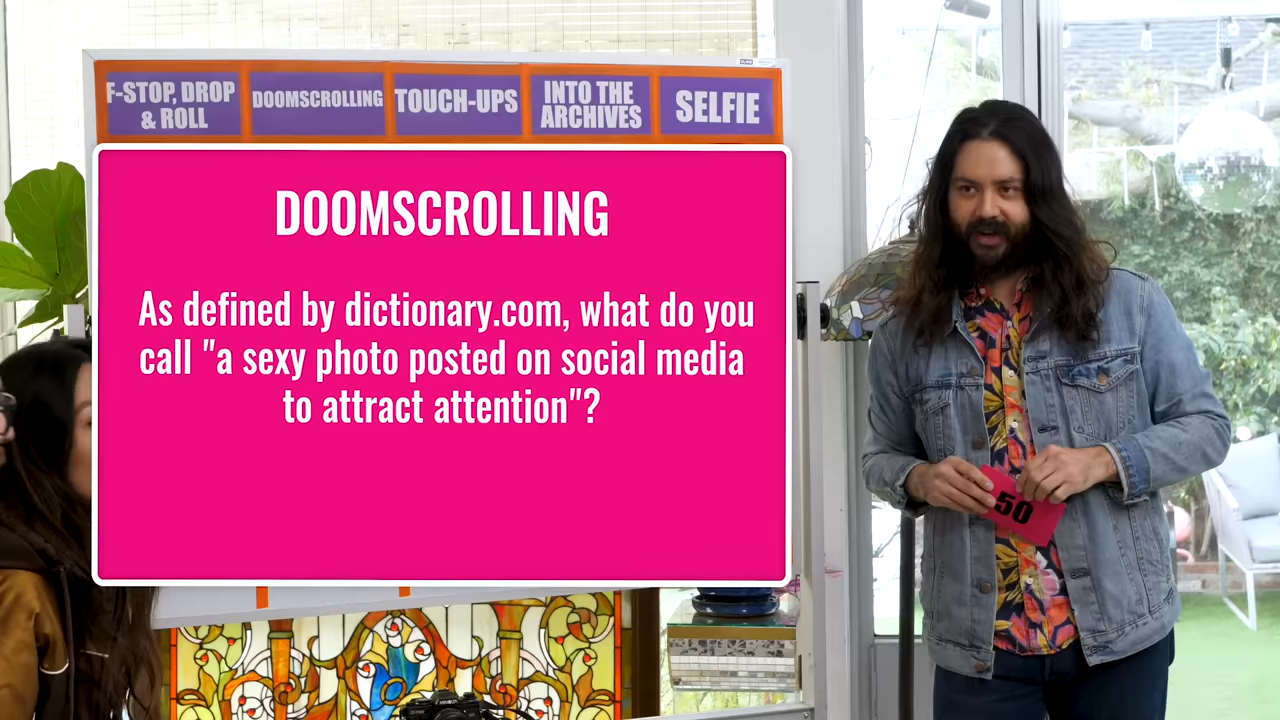 F-STOP, DROP
& ROLL
DOOMSCROLLING
TOUCH-UPS
INTO THE
ARCHIVES
SELFIE
DOOMSCROLLING
As defined by dictionary.com, what do you
call "a sexy photo posted on social media
to attract attention"?
50
MINOLTA